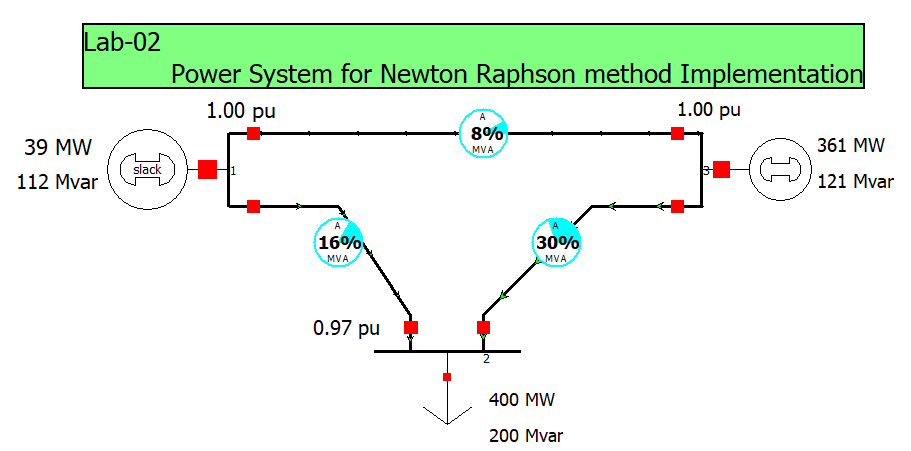 Lab-02
Power System for Newton Raphson method Implementation
1.00 pu
1.00 pu
A
8%
MVA
39 MW
112 Mvar
slack
1
3
361 MW
121 Mvar
A
16%
MVA
A
30%
MVA
0.97 pu
2
400 MW
200 Mvar